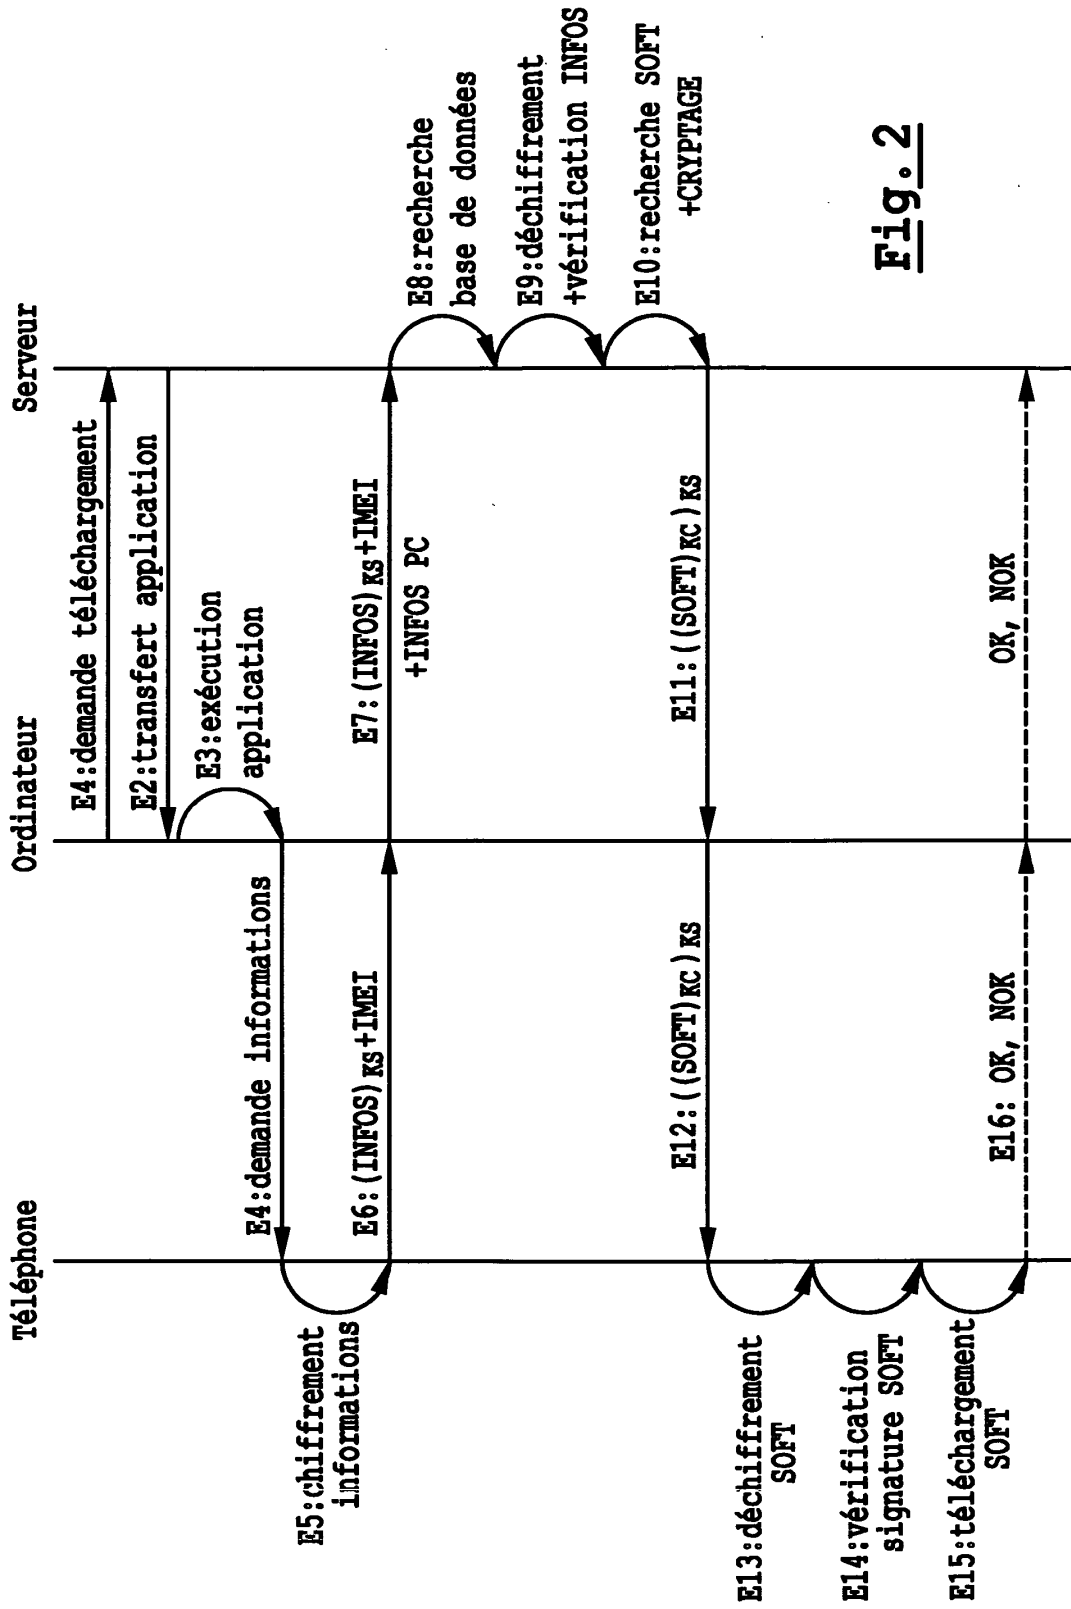 Téléphone
Ordinateur
Serveur
E4:demande téléchargement
E2:transfert application
E3:exécution
application
E4:demande informations
E5:chiffrement
informations
E6:(INFOS)KS+IMEI
E7:(INFOS)KS+IMEI
+INFOS PC
E8:recherche
base de données
E9:déchiffrement
+vérification INFOS
E10:recherche SOFT
+CRYPTAGE
E11:((SOFT)KC)KS
E12:((SOFT)KC)KS
E13:déchiffrement
SOFT
E14:vérification
signature SOFT
E15:téléchargement
SOFT
E16: OK, NOK
OK, NOK
Fig.2